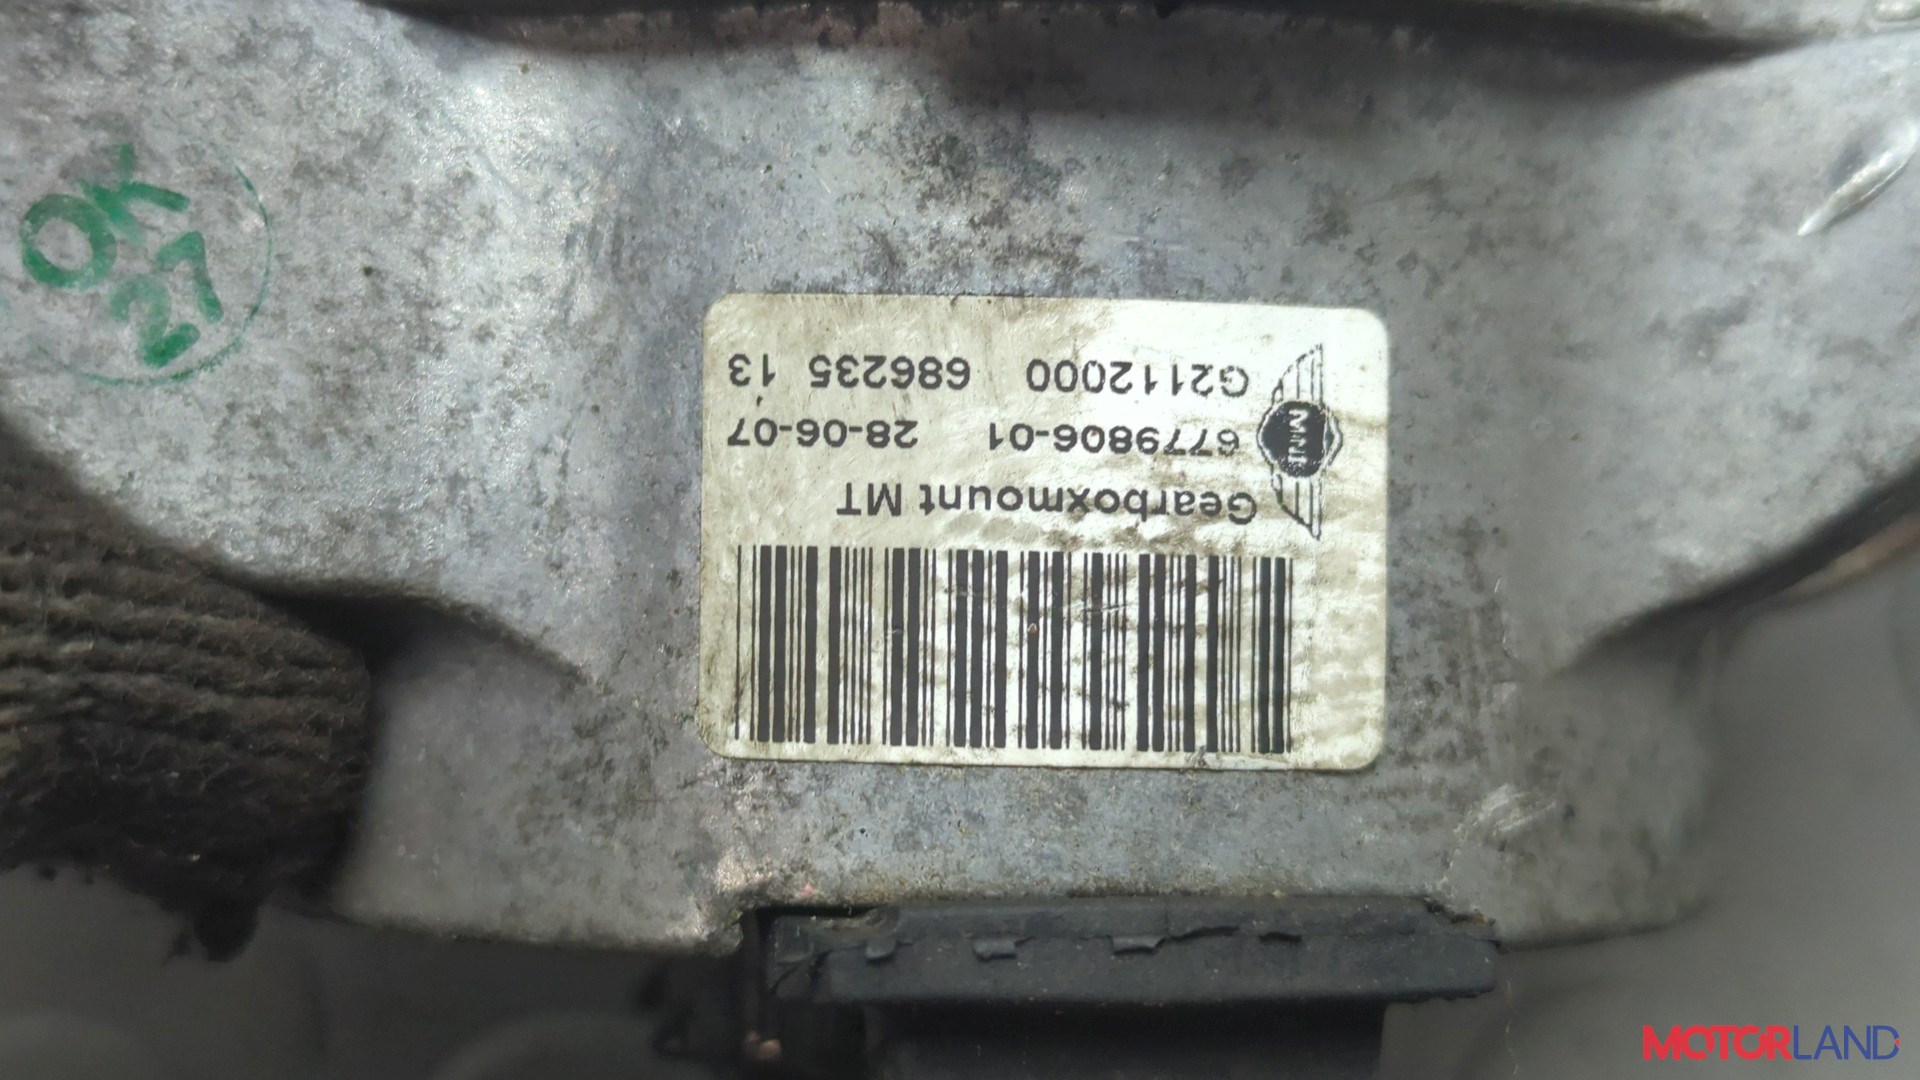 Gearboxmount MT
6779806-01 28-06-07
G2112000 686235 13
MINI
OK
27
MOTORLAND